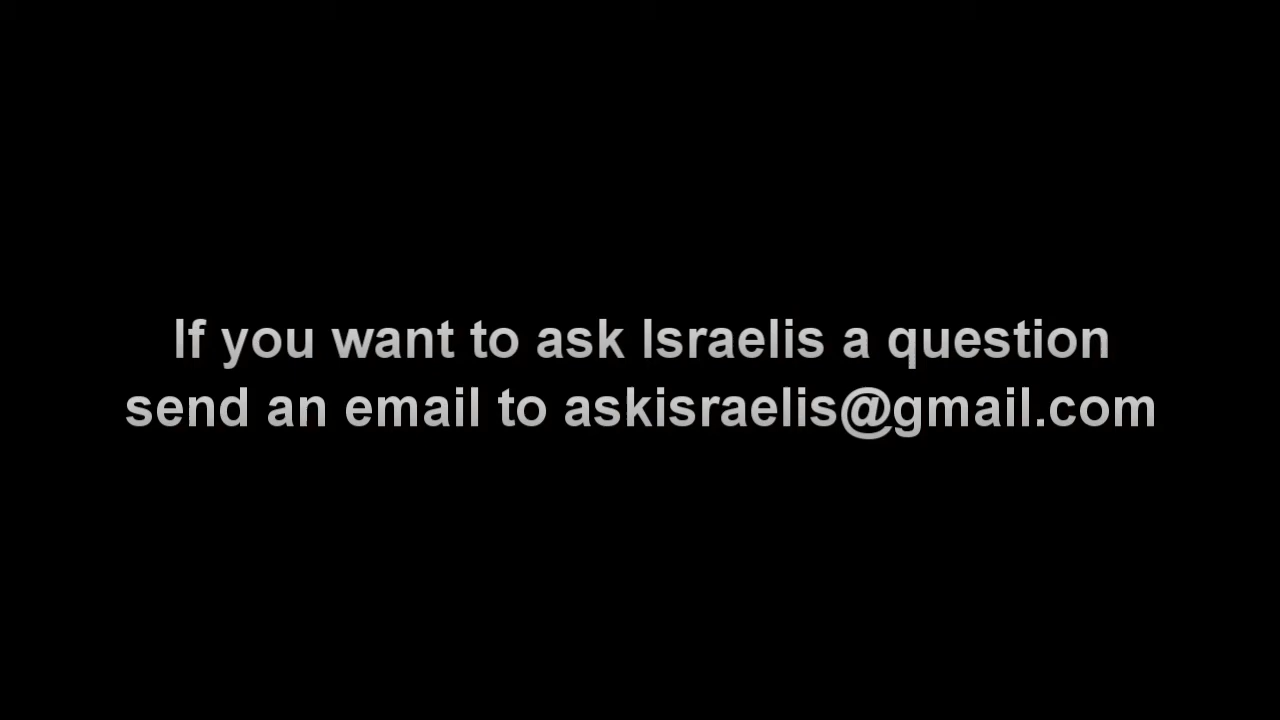 If you want to ask Israelis a question
send an email to askisraelis@gmail.com